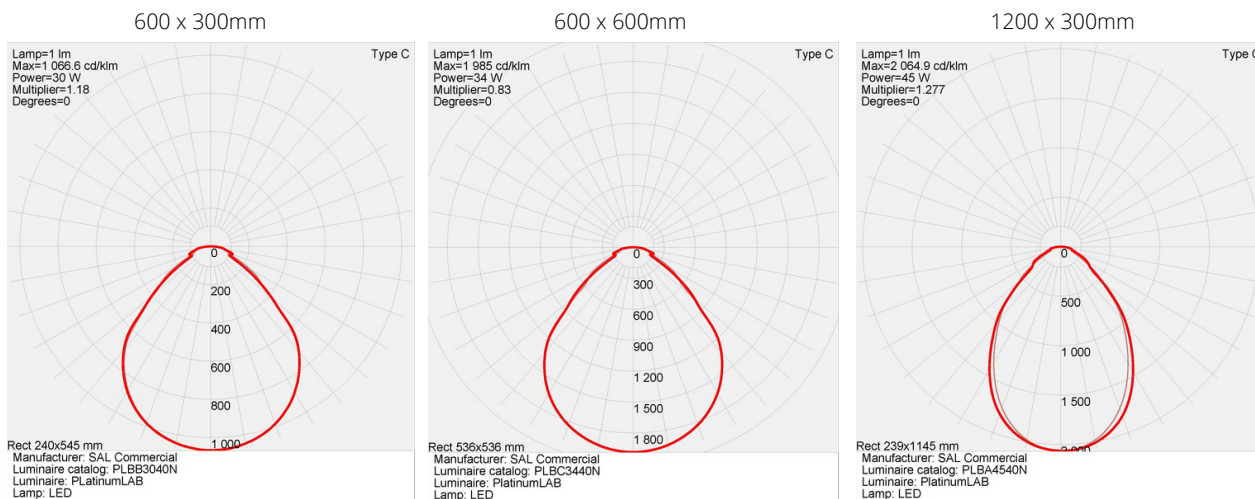 600 x 300mm
Lamp=1 lm
Type C
Max=1 066.6 cd/klm
Power=30 W
Multiplier=1.18
Degrees=0
0
200
400
600
800
1 000
Rect 240x545 mm
Manufacturer: SAL Commercial
Luminaire catalog: PLBB3040N
Luminaire: PLatinumLAB
Lamp: LED
600 x 600mm
Lamp=1 lm
Type C
Max=1 985 cd/klm
Power=34 W
Multiplier=0.83
Degrees=0
0
300
600
900
1 200
1 500
1 800
Rect 536x536 mm
Manufacturer: SAL Commercial
Luminaire catalog: PLBC3440N
Luminaire: PlatinumLAB
Lamp: LED
1200 x 300mm
Lamp=1 lm
Type C
Max=2 064.9 cd/klm
Power=45 W
Multiplier=1.277
Degrees=0
0
500
1 000
1 500
2 000
Rect 239x1145 mm
Manufacturer: SAL Commercial
Luminaire catalog: PLBA4540N
Luminaire: PlatinumLAB
Lamp: LED